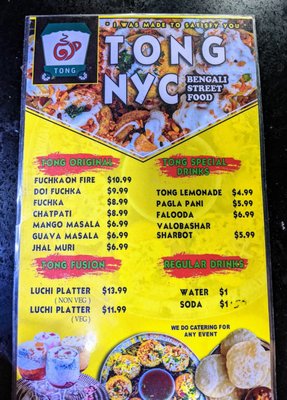 " I WAS MADE TO SATISFY YOU "
TONG
TONG
NYC
BENGALI
STREET
FOOD
TONG ORIGINAL
FUCHKA ON FIRE $10.99
DOI FUCHKA $9.99
FUCHKA $8.99
CHATPATI $8.99
MANGO MASALA $6.99
GUAVA MASALA $6.99
JHAL MURI $6.99
TONG SPECIAL
DRINKS
TONG LEMONADE $4.99
PAGLA PANI $5.99
FALOODA $6.99
VALOBASHAR
SHARBOT $5.99
TONG FUSION
LUCHI PLATTER $13.99
( NON VEG )
LUCHI PLATTER $11.99
( VEG )
REGULAR DRINKS
WATER $1
SODA
WE DO CATERING FOR
ANY EVENT